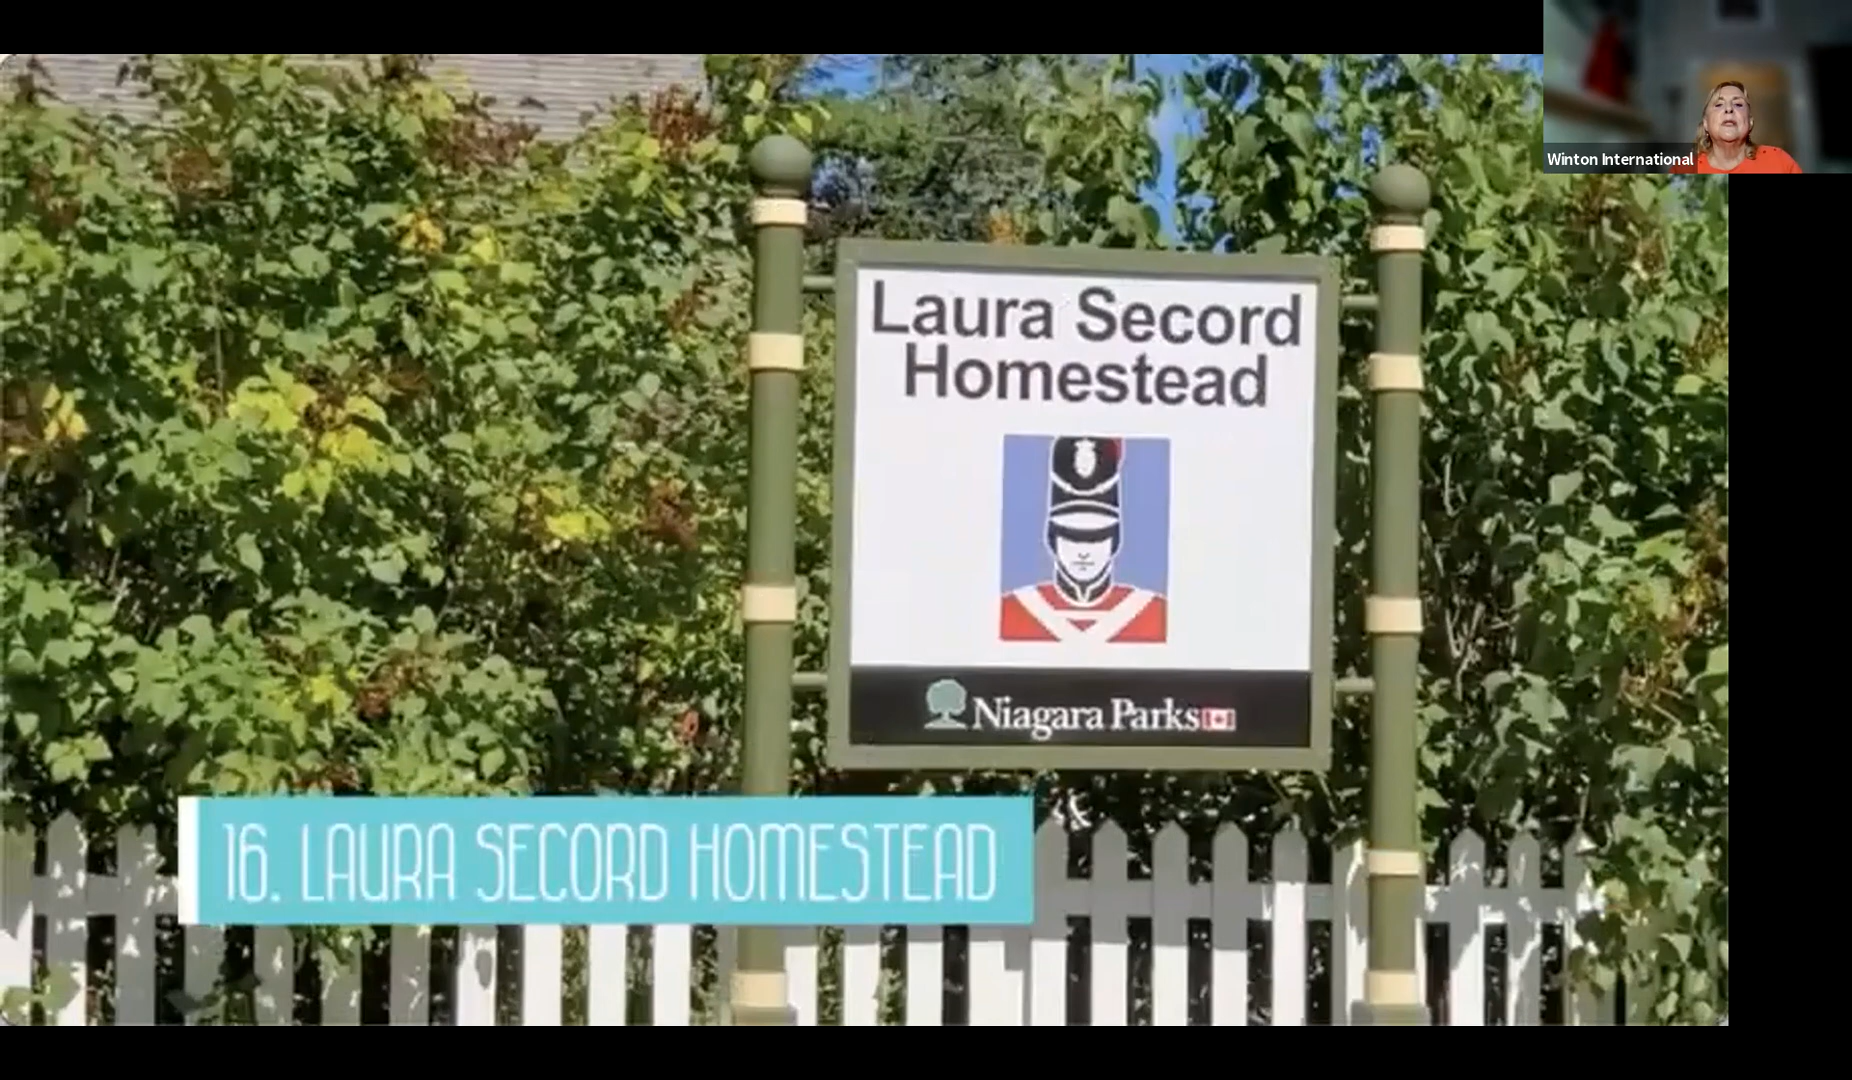 Winton International
Laura Secord
Homestead
Niagara Parks
16. LAURA SECORD HOMESTEAD